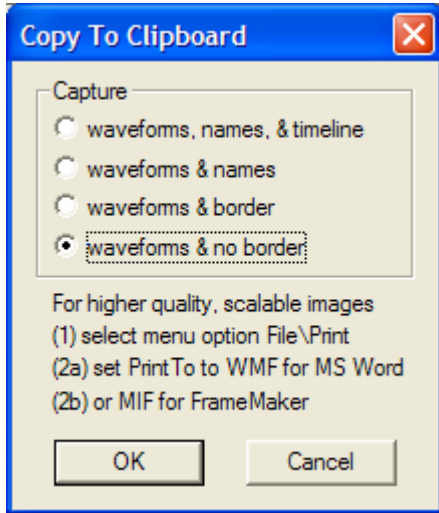 Copy To Clipboard
Capture
waveforms, names, & timeline
waveforms & names
waveforms & border
waveforms & no border
For higher quality, scalable images
(1) select menu option File\Print
(2a) set PrintTo to WMF for MS Word
(2b) or MIF for FrameMaker
OK Cancel